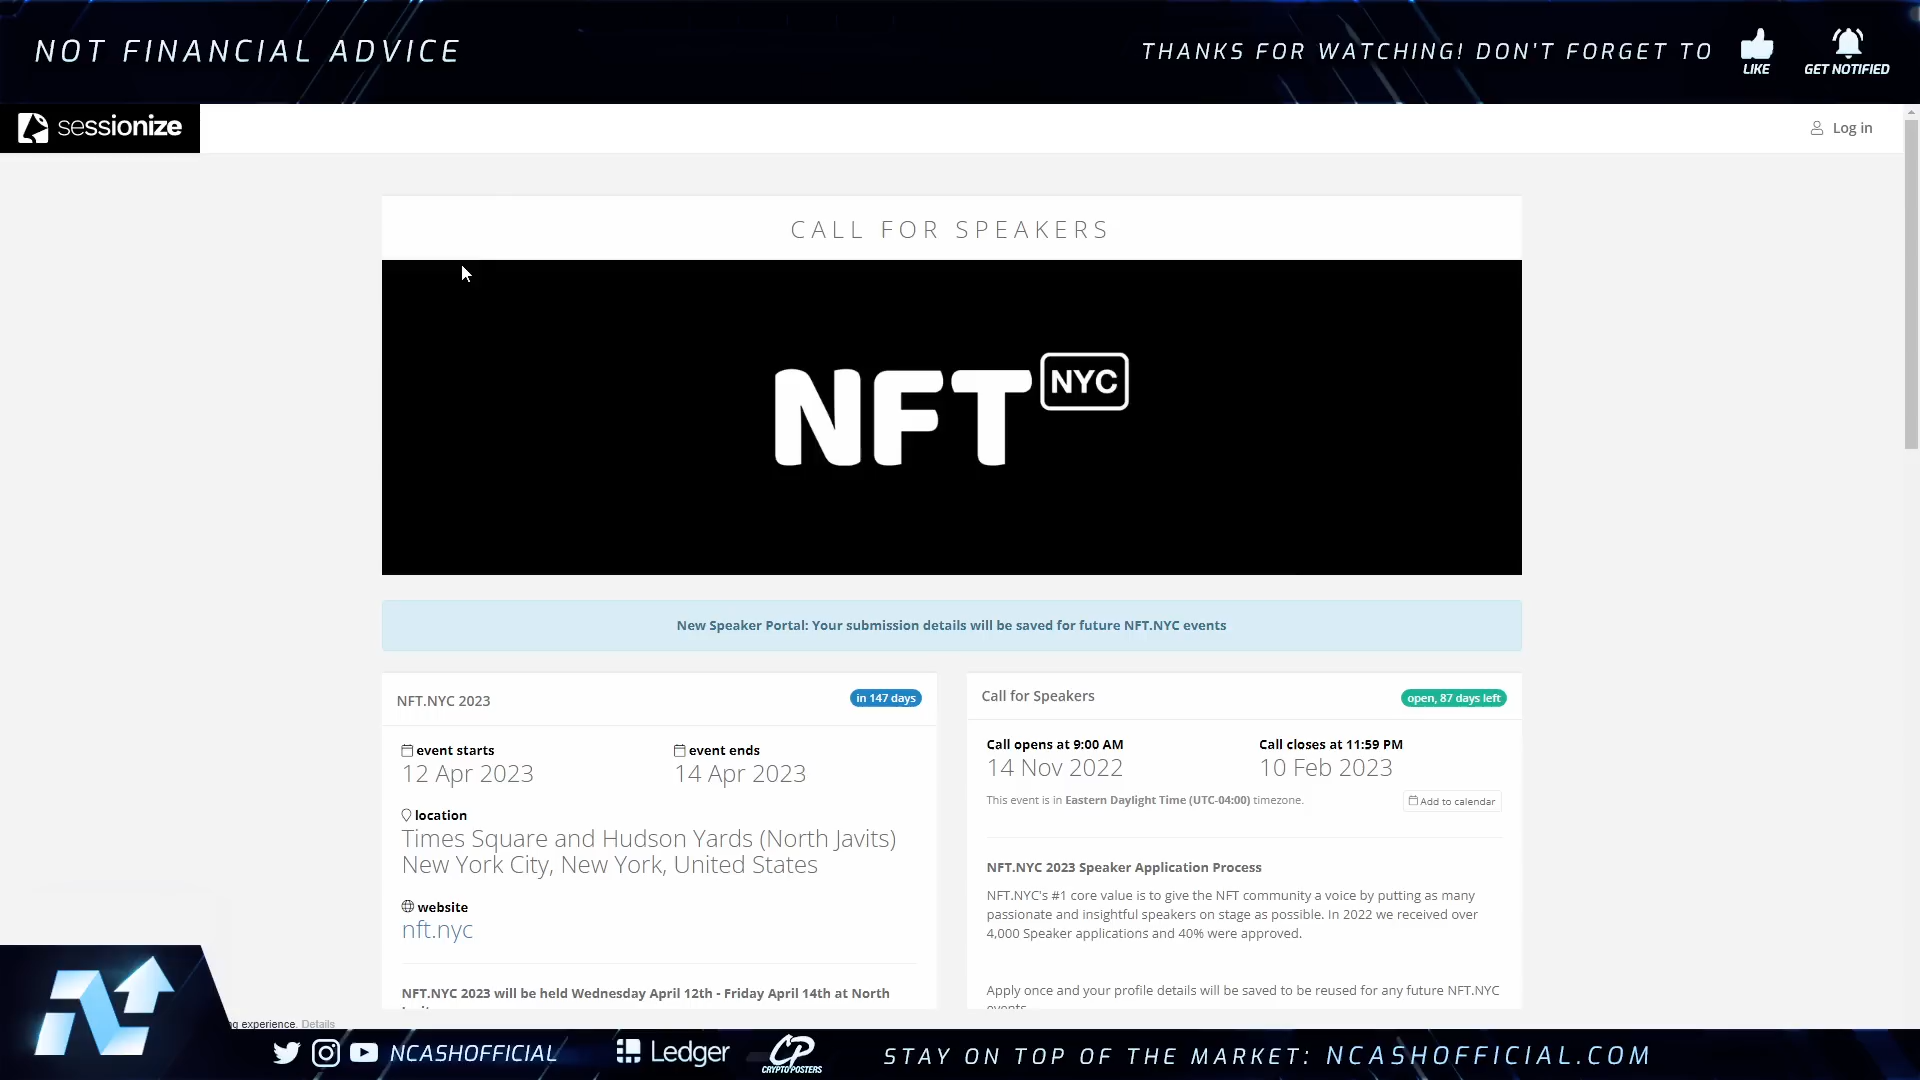 NOT FINANCIAL ADVICE
THANKS FOR WATCHING! DON'T FORGET TO
LIKE
GET NOTIFIED
sessionize
Log in
CALL FOR SPEAKERS
NFT NYC
New Speaker Portal: Your submission details will be saved for future NFT.NYC events
NFT.NYC 2023
in 147 days
event starts
12 Apr 2023
event ends
14 Apr 2023
location
Times Square and Hudson Yards (North Javits)
New York City, New York, United States
website
nft.nyc
NFT.NYC 2023 will be held Wednesday April 12th - Friday April 14th at North
Call for Speakers
open, 87 days left
Call opens at 9:00 AM
14 Nov 2022
Call closes at 11:59 PM
10 Feb 2023
This event is in Eastern Daylight Time (UTC-04:00) timezone.
Add to calendar
NFT.NYC 2023 Speaker Application Process
NFT.NYC's #1 core value is to give the NFT community a voice by putting as many
passionate and insightful speakers on stage as possible. In 2022 we received over
4,000 Speaker applications and 40% were approved.
Apply once and your profile details will be saved to be reused for any future NFT.NYC
events
experience. Details
NCASHOFFICIAL
Ledger
CP
CRYPTOPOSTERS
STAY ON TOP OF THE MARKET: NCASHOFFICIAL.COM